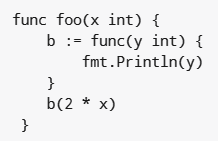 func foo(x int) {
    b := func(y int) {
        fmt.Println(y)
    }
    b(2 * x)
}